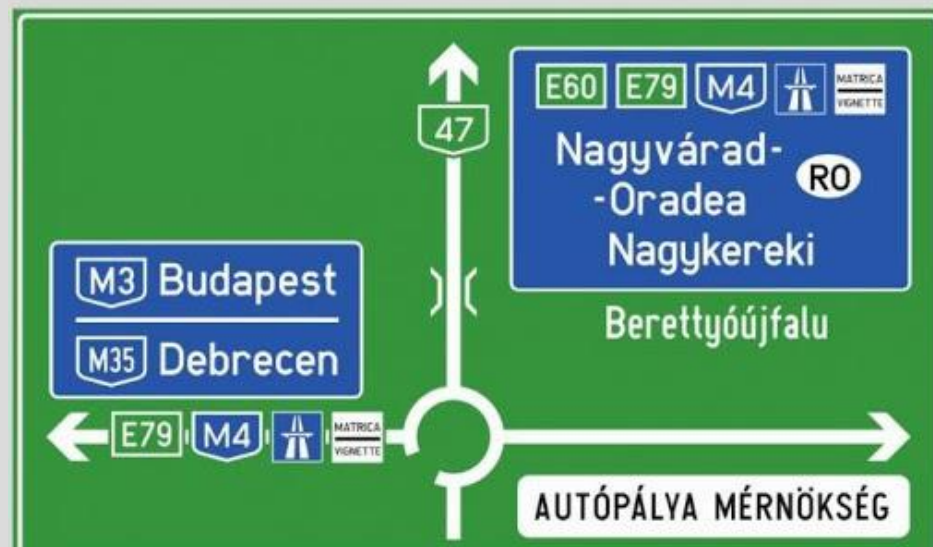 47
E60 E79 M4 MATRICA VIGNETTE
Nagyvárad-
-Oradea
RO
Nagykereki
Berettyóújfalu
M3 Budapest
M35 Debrecen
E79 M4 MATRICA VIGNETTE
AUTÓPÁLYA MÉRNÖKSÉG